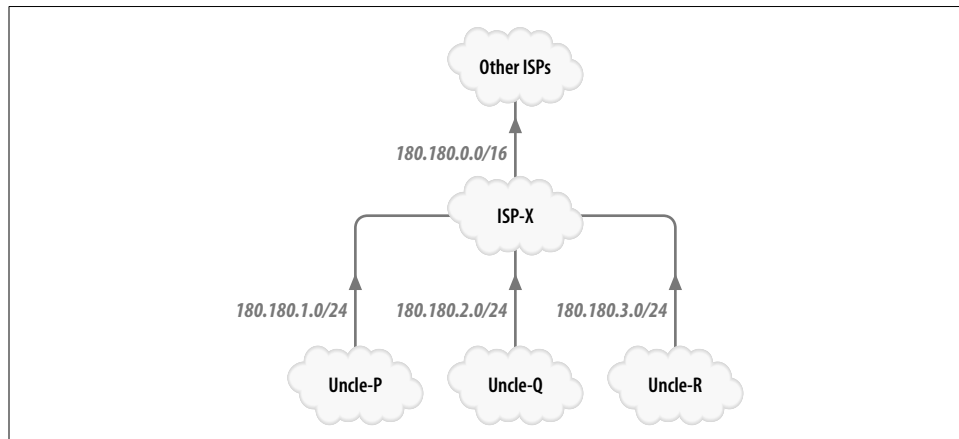 Other ISPs
180.180.0.0/16
ISP-X
180.180.1.0/24
180.180.2.0/24
180.180.3.0/24
Uncle-P
Uncle-Q
Uncle-R